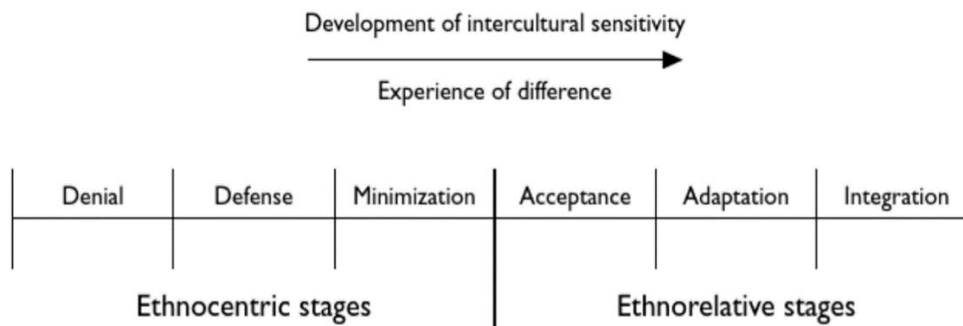 Development of intercultural sensitivity
Experience of difference
Denial Defense Minimization Acceptance Adaptation Integration
Ethnocentric stages Ethnorelative stages